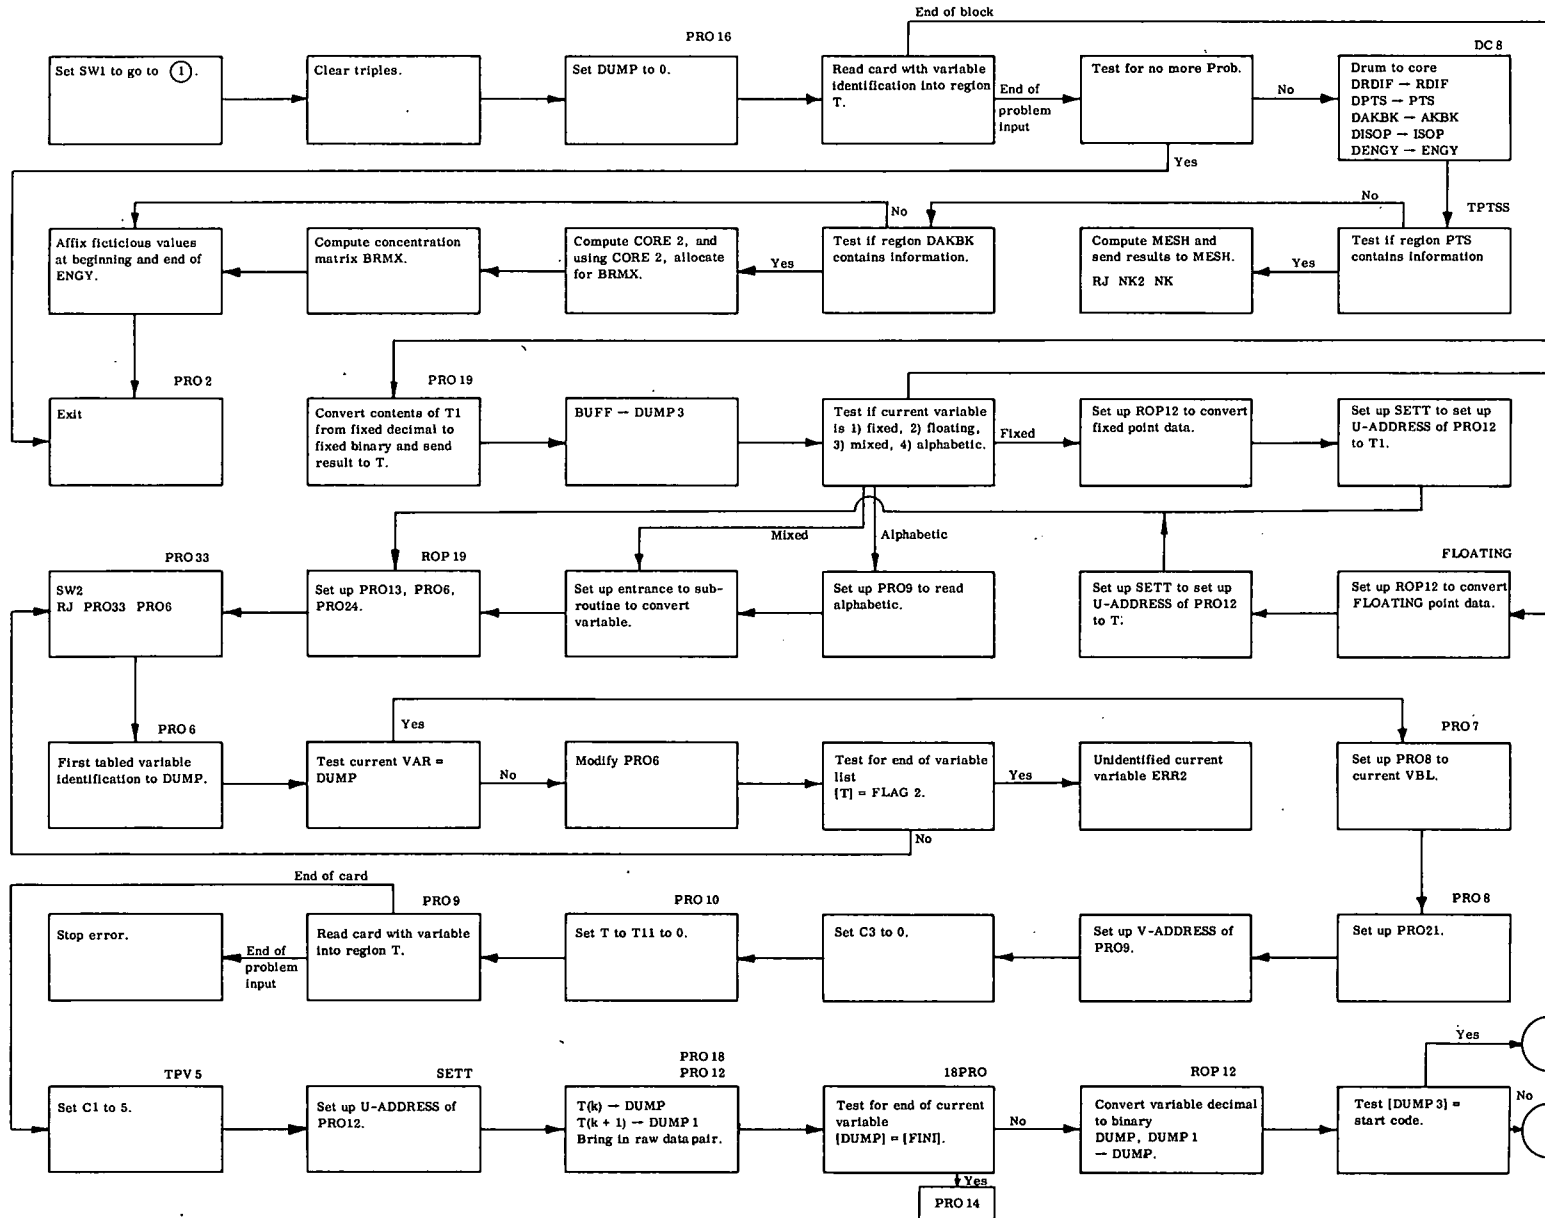 End of block
PRO 16
DC 8
Set SW1 to go to 1.
Clear triples.
Set DUMP to 0.
Read card with variable
identification into region
T.
End of
problem
input
Test for no more Prob.
No
Drum to core
DRDIF → RDIF
DPTS → PTS
DAKBK → AKBK
DISOP → ISOP
DENGY → ENGY
Yes
No
No
TPTSS
Affix ficticious values
at beginning and end of
ENGY.
Compute concentration
matrix BRMX.
Compute CORE 2, and
using CORE 2, allocate
for BRMX.
Yes
Test if region DAKBK
contains information.
Compute MESH and
send results to MESH.
RJ NK2 NK
Yes
Test if region PTS
contains information
PRO 2
PRO 19
Exit
Convert contents of T1
from fixed decimal to
fixed binary and send
result to T.
BUFF → DUMP 3
Test if current variable
is 1) fixed, 2) floating,
3) mixed, 4) alphabetic.
Fixed
Set up ROP12 to convert
fixed point data.
Set up SETT to set up
U-ADDRESS of PRO12
to T1.
Mixed
Alphabetic
PRO 33
ROP 19
FLOATING
SW2
RJ PRO33 PRO6
Set up PRO13, PRO6,
PRO24.
Set up entrance to sub-
routine to convert
variable.
Set up PRO9 to read
alphabetic.
Set up SETT to set up
U-ADDRESS of PRO12
to T.
Set up ROP12 to convert
FLOATING point data.
PRO 6
Yes
PRO 7
First tabled variable
identification to DUMP.
Test current VAR =
DUMP
No
Modify PRO6
Test for end of variable
list
[T] = FLAG 2.
Yes
Unidentified current
variable ERR2
Set up PRO8 to
current VBL.
No
End of card
PRO 9
PRO 10
PRO 8
Stop error.
End of
problem
input
Read card with variable
into region T.
Set T to T11 to 0.
Set C3 to 0.
Set up V-ADDRESS of
PRO9.
Set up PRO21.
Yes
TPV 5
SETT
PRO 18
PRO 12
18PRO
ROP 12
Set C1 to 5.
Set up U-ADDRESS of
PRO12.
T(k) → DUMP
T(k + 1) → DUMP 1
Bring in raw data pair.
Test for end of current
variable
[DUMP] = [FINI].
No
Convert variable decimal
to binary
DUMP, DUMP 1
→ DUMP.
Test [DUMP 3] =
start code.
No
Yes
PRO 14